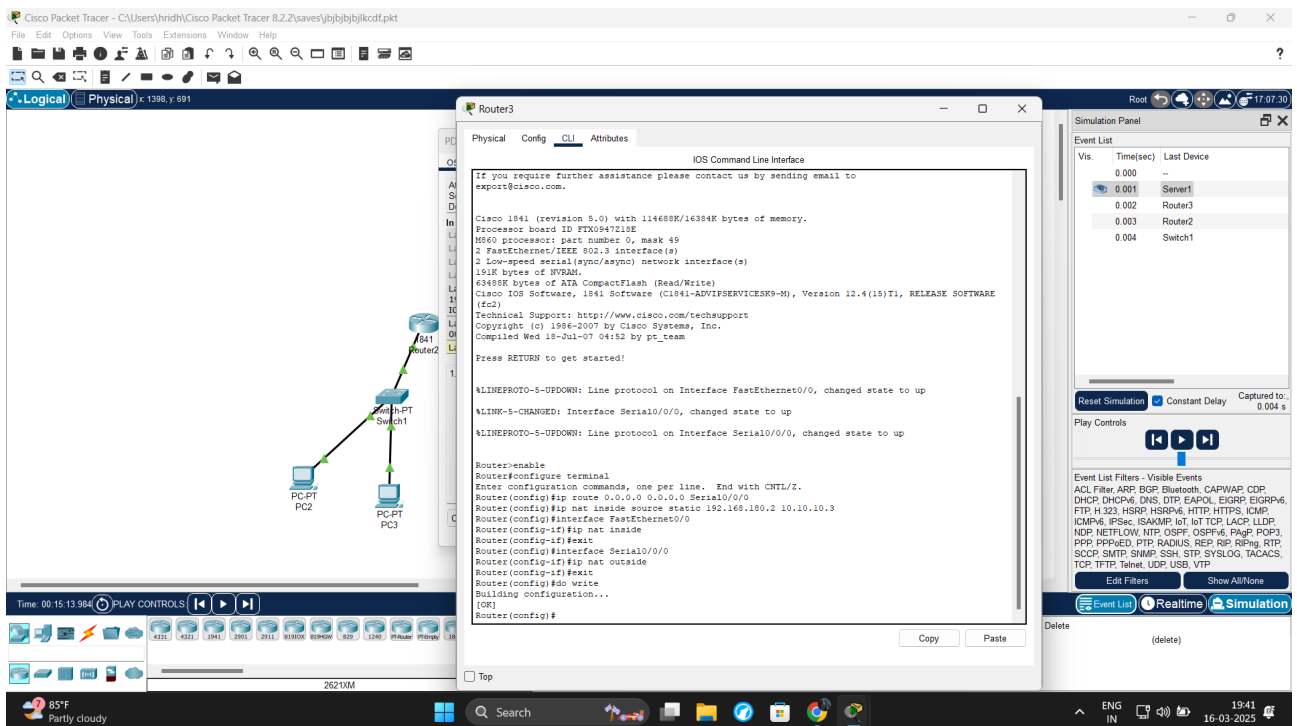 Cisco Packet Tracer - C:\Users\hridh\Cisco Packet Tracer 8.2.2\saves\jbjbjbjbjlkcdf.pkt
File Edit Options View Tools Extensions Window Help
?
Logical Physical x: 1398, y: 691
Root 17:07:30
Router3
Physical Config CLI Attributes
IOS Command Line Interface
If you require further assistance please contact us by sending email to
export@cisco.com.
Cisco 1841 (revision 5.0) with 114688K/16384K bytes of memory.
Processor board ID FTX0947Z18E
M860 processor: part number 0, mask 49
2 FastEthernet/IEEE 802.3 interface(s)
2 Low-speed serial(sync/async) network interface(s)
191K bytes of NVRAM.
63488K bytes of ATA CompactFlash (Read/Write)
Cisco IOS Software, 1841 Software (C1841-ADVIPSERVICESK9-M), Version 12.4(15)T1, RELEASE SOFTWARE
(fc2)
Technical Support: http://www.cisco.com/techsupport
Copyright (c) 1986-2007 by Cisco Systems, Inc.
Compiled Wed 18-Jul-07 04:52 by pt_team
Press RETURN to get started!
%LINEPROTO-5-UPDOWN: Line protocol on Interface FastEthernet0/0, changed state to up
%LINK-5-CHANGED: Interface Serial0/0/0, changed state to up
%LINEPROTO-5-UPDOWN: Line protocol on Interface Serial0/0/0, changed state to up
Router>enable
Router#configure terminal
Enter configuration commands, one per line. End with CNTL/Z.
Router(config)#ip route 0.0.0.0 0.0.0.0 Serial0/0/0
Router(config)#ip nat inside source static 192.168.180.2 10.10.10.3
Router(config)#interface FastEthernet0/0
Router(config-if)#ip nat inside
Router(config-if)#exit
Router(config)#interface Serial0/0/0
Router(config-if)#ip nat outside
Router(config-if)#exit
Router(config)#do write
Building configuration...
[OK]
Router(config)#
Copy Paste
Top
1841
Router2
Switch-PT
Switch1
PC-PT
PC2
PC-PT
PC3
Simulation Panel
Event List
Vis. Time(sec) Last Device
0.000 --
0.001 Server1
0.002 Router3
0.003 Router2
0.004 Switch1
Reset Simulation Constant Delay Captured to:
0.004 s
Play Controls
Event List Filters - Visible Events
ACL Filter, ARP, BGP, Bluetooth, CAPWAP, CDP,
DHCP, DHCPv6, DNS, DTP, EAPOL, EIGRP, EIGRPv6,
FTP, H.323, HSRP, HSRPv6, HTTP, HTTPS, ICMP,
ICMPv6, IPSec, ISAKMP, IoT, IoT TCP, LACP, LLDP,
NDP, NETFLOW, NTP, OSPF, OSPFv6, PAgP, POP3,
PPP, PPPoED, PTP, RADIUS, REP, RIP, RIPng, RTP,
SCCP, SMTP, SNMP, SSH, STP, SYSLOG, TACACS,
TCP, TFTP, Telnet, UDP, USB, VTP
Edit Filters Show All/None
Event List Realtime Simulation
Time: 00:15:13.984 PLAY CONTROLS:
4331 4321 1941 2901 2911 819IOX 819HGW 829 1240 PT-Router PT-Empty
2621XM
Delete
(delete)
7
85°F
Partly cloudy
Search
ENG
IN
19:41
16-03-2025